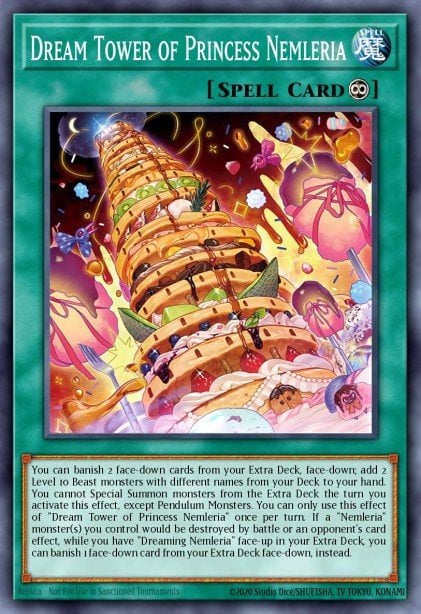 DREAM TOWER OF PRINCESS NEMLERIA
SPELL
魔
[SPELL CARD]
You can banish 2 face-down cards from your Extra Deck, face-down; add 2
Level 10 Beast monsters with different names from your Deck to your hand.
You cannot Special Summon monsters from the Extra Deck the turn you
activate this effect, except Pendulum Monsters. You can only use this effect
of "Dream Tower of Princess Nemleria" once per turn. If a "Nemleria"
monster(s) you control would be destroyed by battle or an opponent's card
effect, while you have "Dreaming Nemleria" face-up in your Extra Deck, you
can banish 1 face-down card from your Extra Deck face-down, instead.
Replica - Not For Use in Sanctioned Tournaments
©2020 Studio Dice/SHUEISHA, TV TOKYO, KONAMI